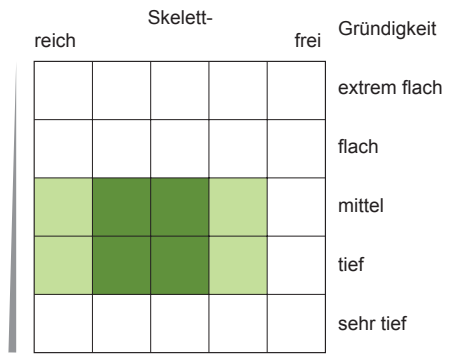 Skelett-
reich frei Gründigkeit
extrem flach
flach
mittel
tief
sehr tief